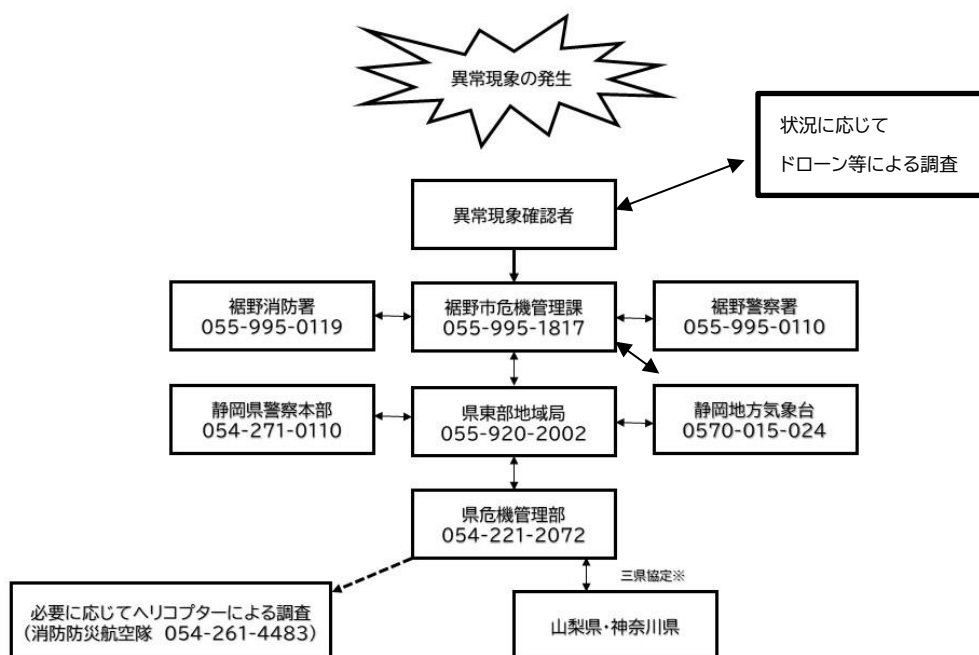 異常現象の発生
状況に応じて
ドローン等による調査
異常現象確認者
裾野消防署
055-995-0119
裾野市危機管理課
055-995-1817
裾野警察署
055-995-0110
静岡県警察本部
054-271-0110
県東部地域局
055-920-2002
静岡地方気象台
0570-015-024
県危機管理部
054-221-2072
三県協定※
必要に応じてヘリコプターによる調査
(消防防災航空隊 054-261-4483)
山梨県・神奈川県